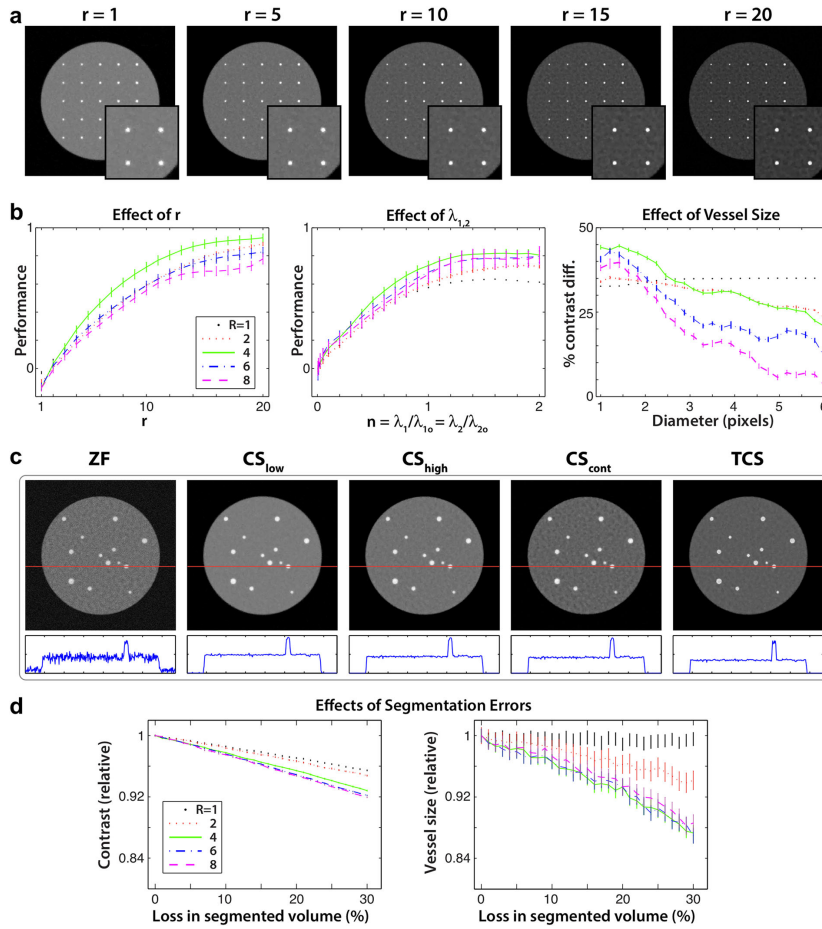 a
r = 1 r = 5 r = 10 r = 15 r = 20
b
Effect of r
Performance
1
0
R=1
2
4
6
8
1 10 20
r
Effect of λ1,2
Performance
1
0
0 1 2
n = λ1/λ1o = λ2/λ2o
Effect of Vessel Size
% contrast diff.
50
25
0
1 2 3 4 5 6
Diameter (pixels)
c
ZF CSlow CShigh CScont TCS
d
Effects of Segmentation Errors
Contrast (relative)
1
0.92
0.84
R=1
2
4
6
8
0 10 20 30
Loss in segmented volume (%)
Vessel size (relative)
1
0.92
0.84
0 10 20 30
Loss in segmented volume (%)